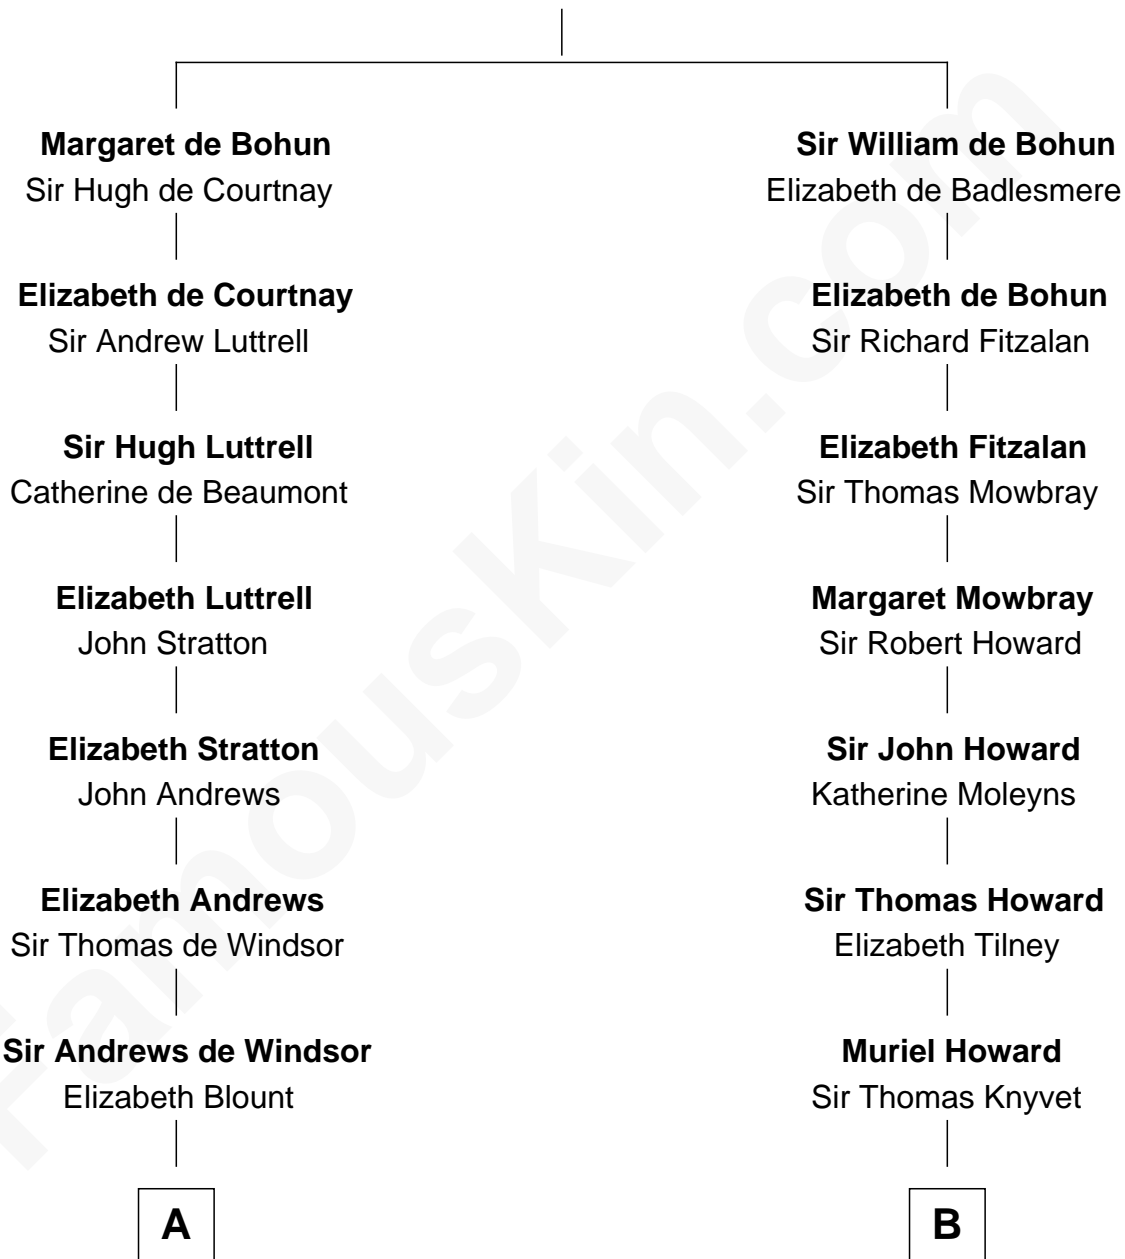 Margaret de Bohun
Sir Hugh de Courtnay
Elizabeth de Courtnay
Sir Andrew Luttrell
Sir Hugh Luttrell
Catherine de Beaumont
Elizabeth Luttrell
John Stratton
Elizabeth Stratton
John Andrews
Elizabeth Andrews
Sir Thomas de Windsor
Sir Andrews de Windsor
Elizabeth Blount
A
Sir William de Bohun
Elizabeth de Badlesmere
Elizabeth de Bohun
Sir Richard Fitzalan
Elizabeth Fitzalan
Sir Thomas Mowbray
Margaret Mowbray
Sir Robert Howard
Sir John Howard
Katherine Moleyns
Sir Thomas Howard
Elizabeth Tilney
Muriel Howard
Sir Thomas Knyvet
B
FamousKin.com